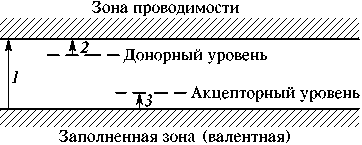 Зона проводимости
2
Донорный уровень
1
Акцепторный уровень
3
Заполненная зона (валентная)